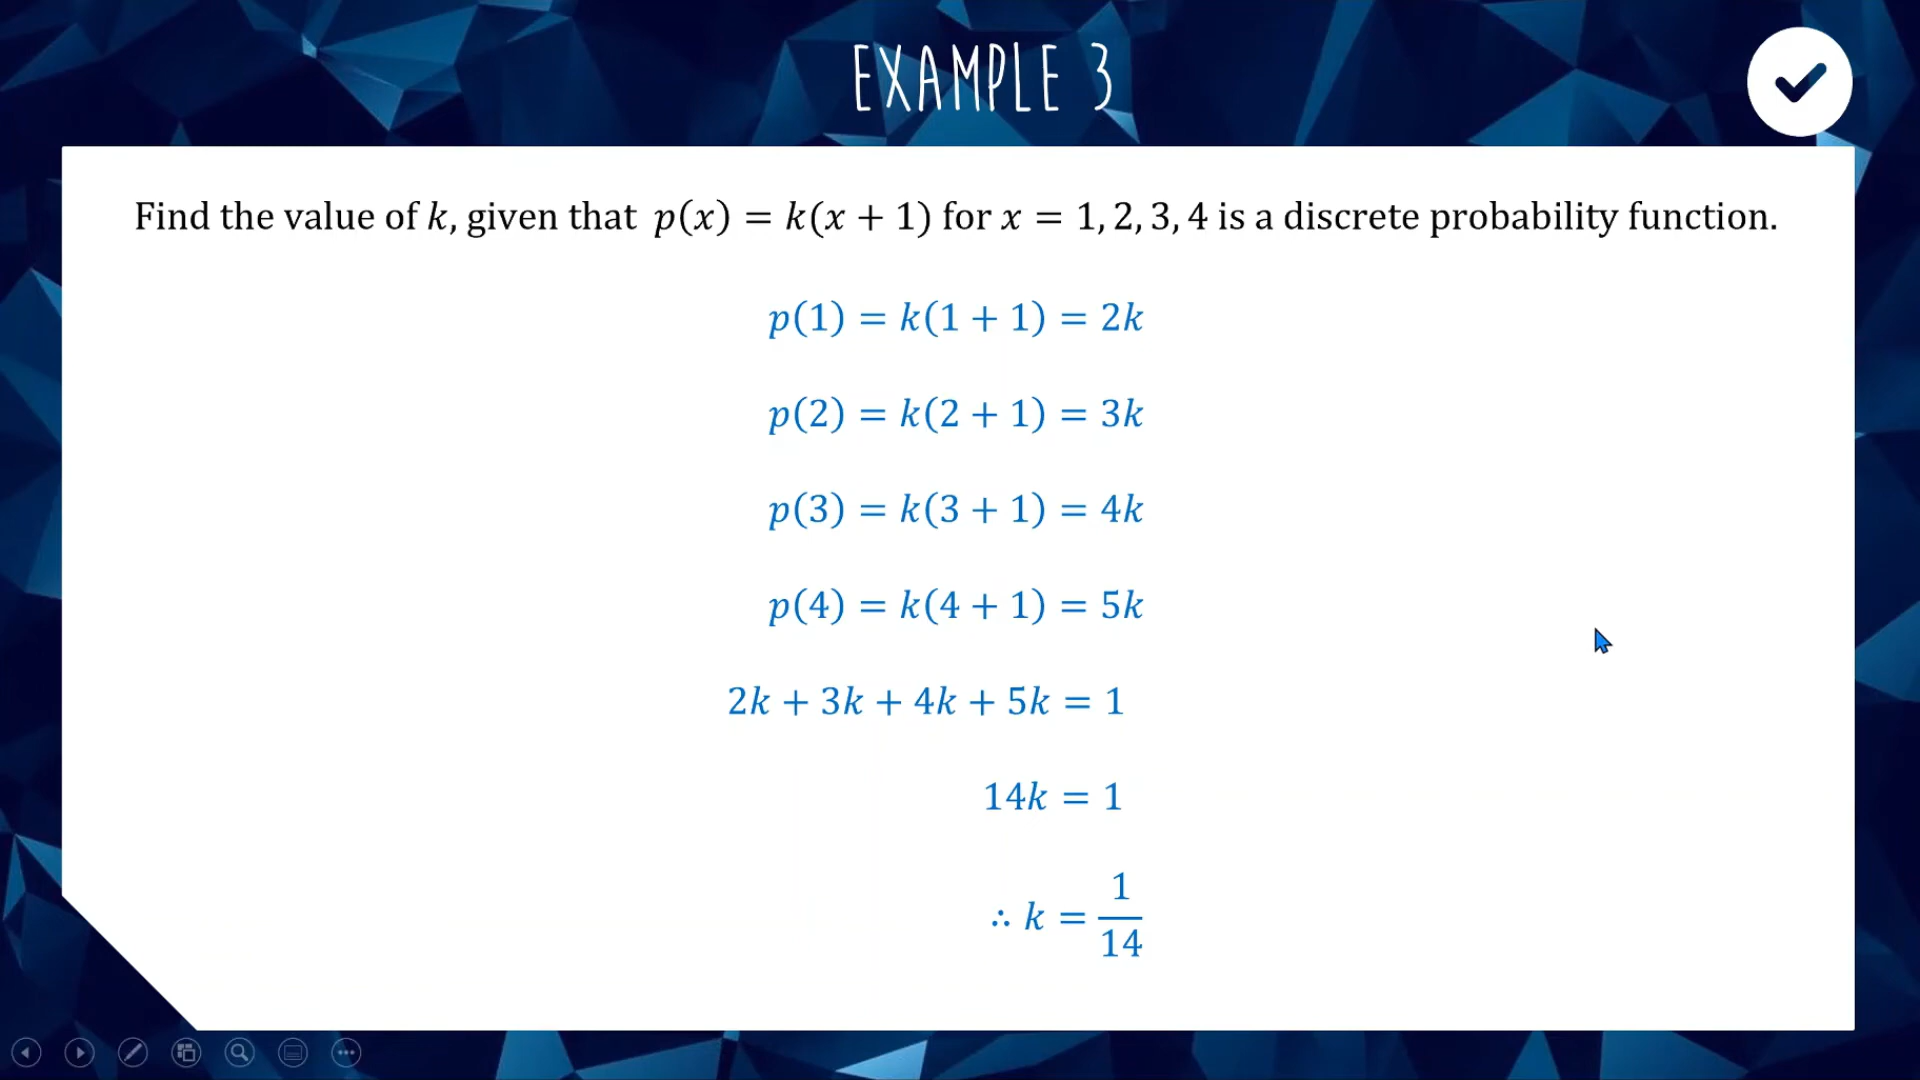 EXAMPLE 3
Find the value of k, given that p(x) = k(x + 1) for x = 1, 2, 3, 4 is a discrete probability function.
p(1) = k(1 + 1) = 2k
p(2) = k(2 + 1) = 3k
p(3) = k(3 + 1) = 4k
p(4) = k(4 + 1) = 5k
2k + 3k + 4k + 5k = 1
14k = 1
∴ k = 1/14